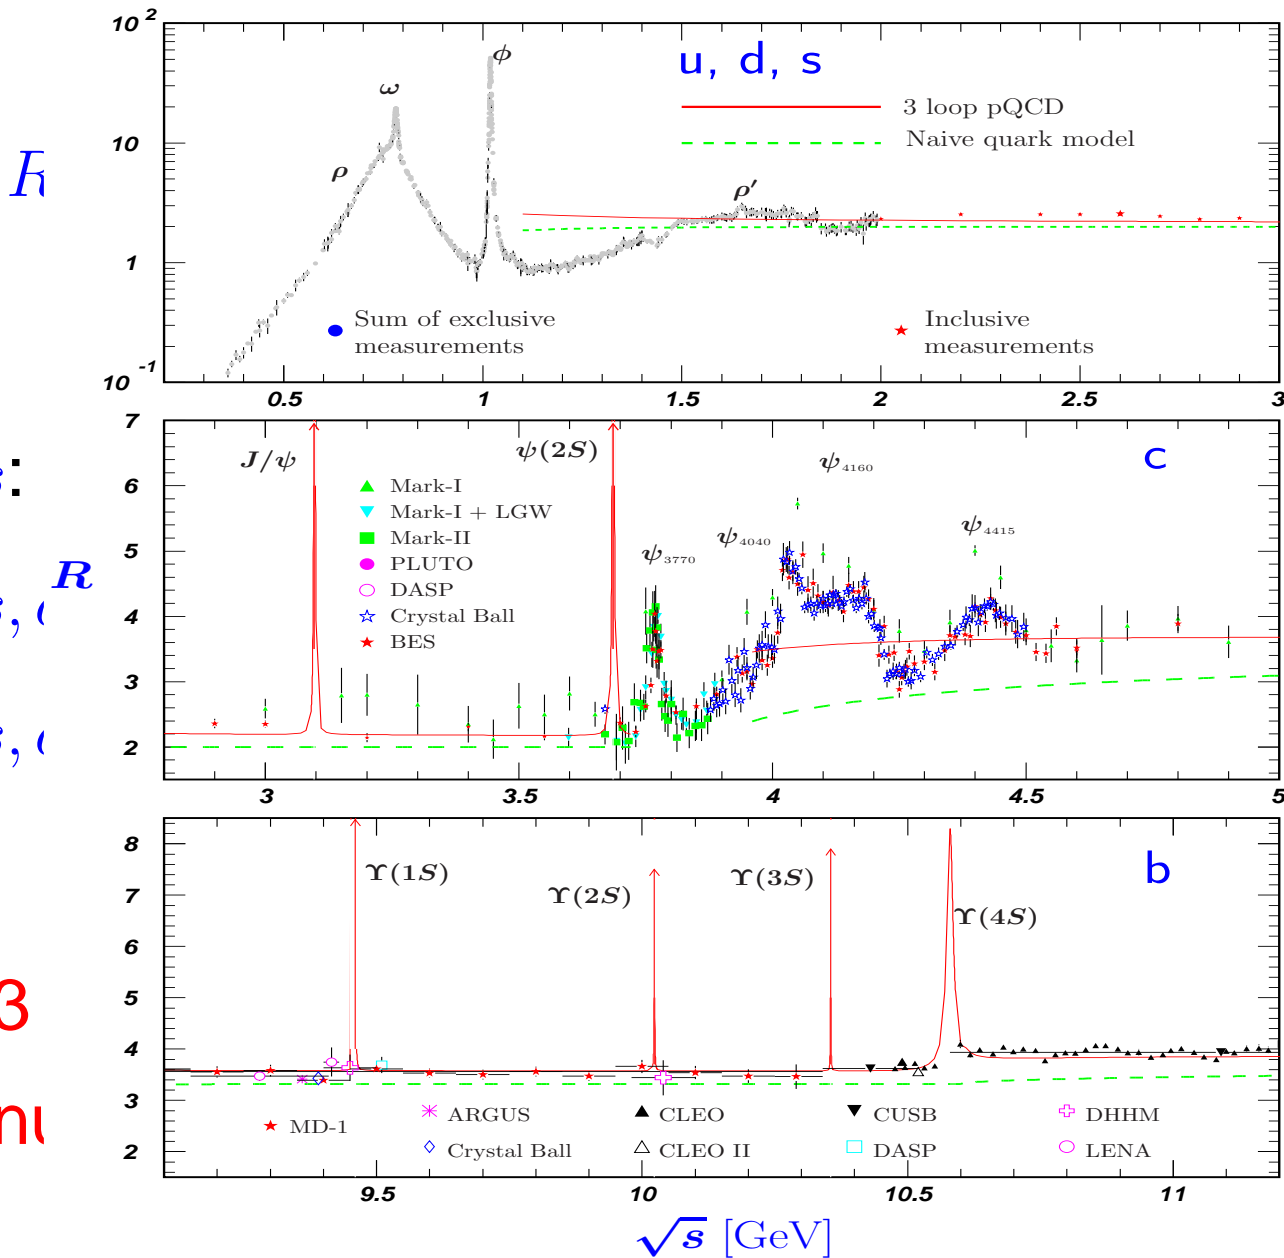 10²
10
1
10⁻¹
u, d, s
ρ
ω
ϕ
ρ′
3 loop pQCD
Naive quark model
Sum of exclusive
measurements
Inclusive
measurements
0.5 1 1.5 2 2.5 3
R
7
6
5
4
3
2
J/ψ
ψ(2S)
c
Mark-I
Mark-I + LGW
Mark-II
PLUTO
DASP
Crystal Ball
BES
ψ₃₇₇₀
ψ₄₀₄₀
ψ₄₁₆₀
ψ₄₄₁₅
3 3.5 4 4.5 5
R
8
7
6
5
4
3
2
ϒ(1S)
ϒ(2S)
ϒ(3S)
ϒ(4S)
b
MD-1
ARGUS
CLEO
CUSB
DHHM
Crystal Ball
CLEO II
DASP
LENA
9.5 10 10.5 11
√s [GeV]
:
3